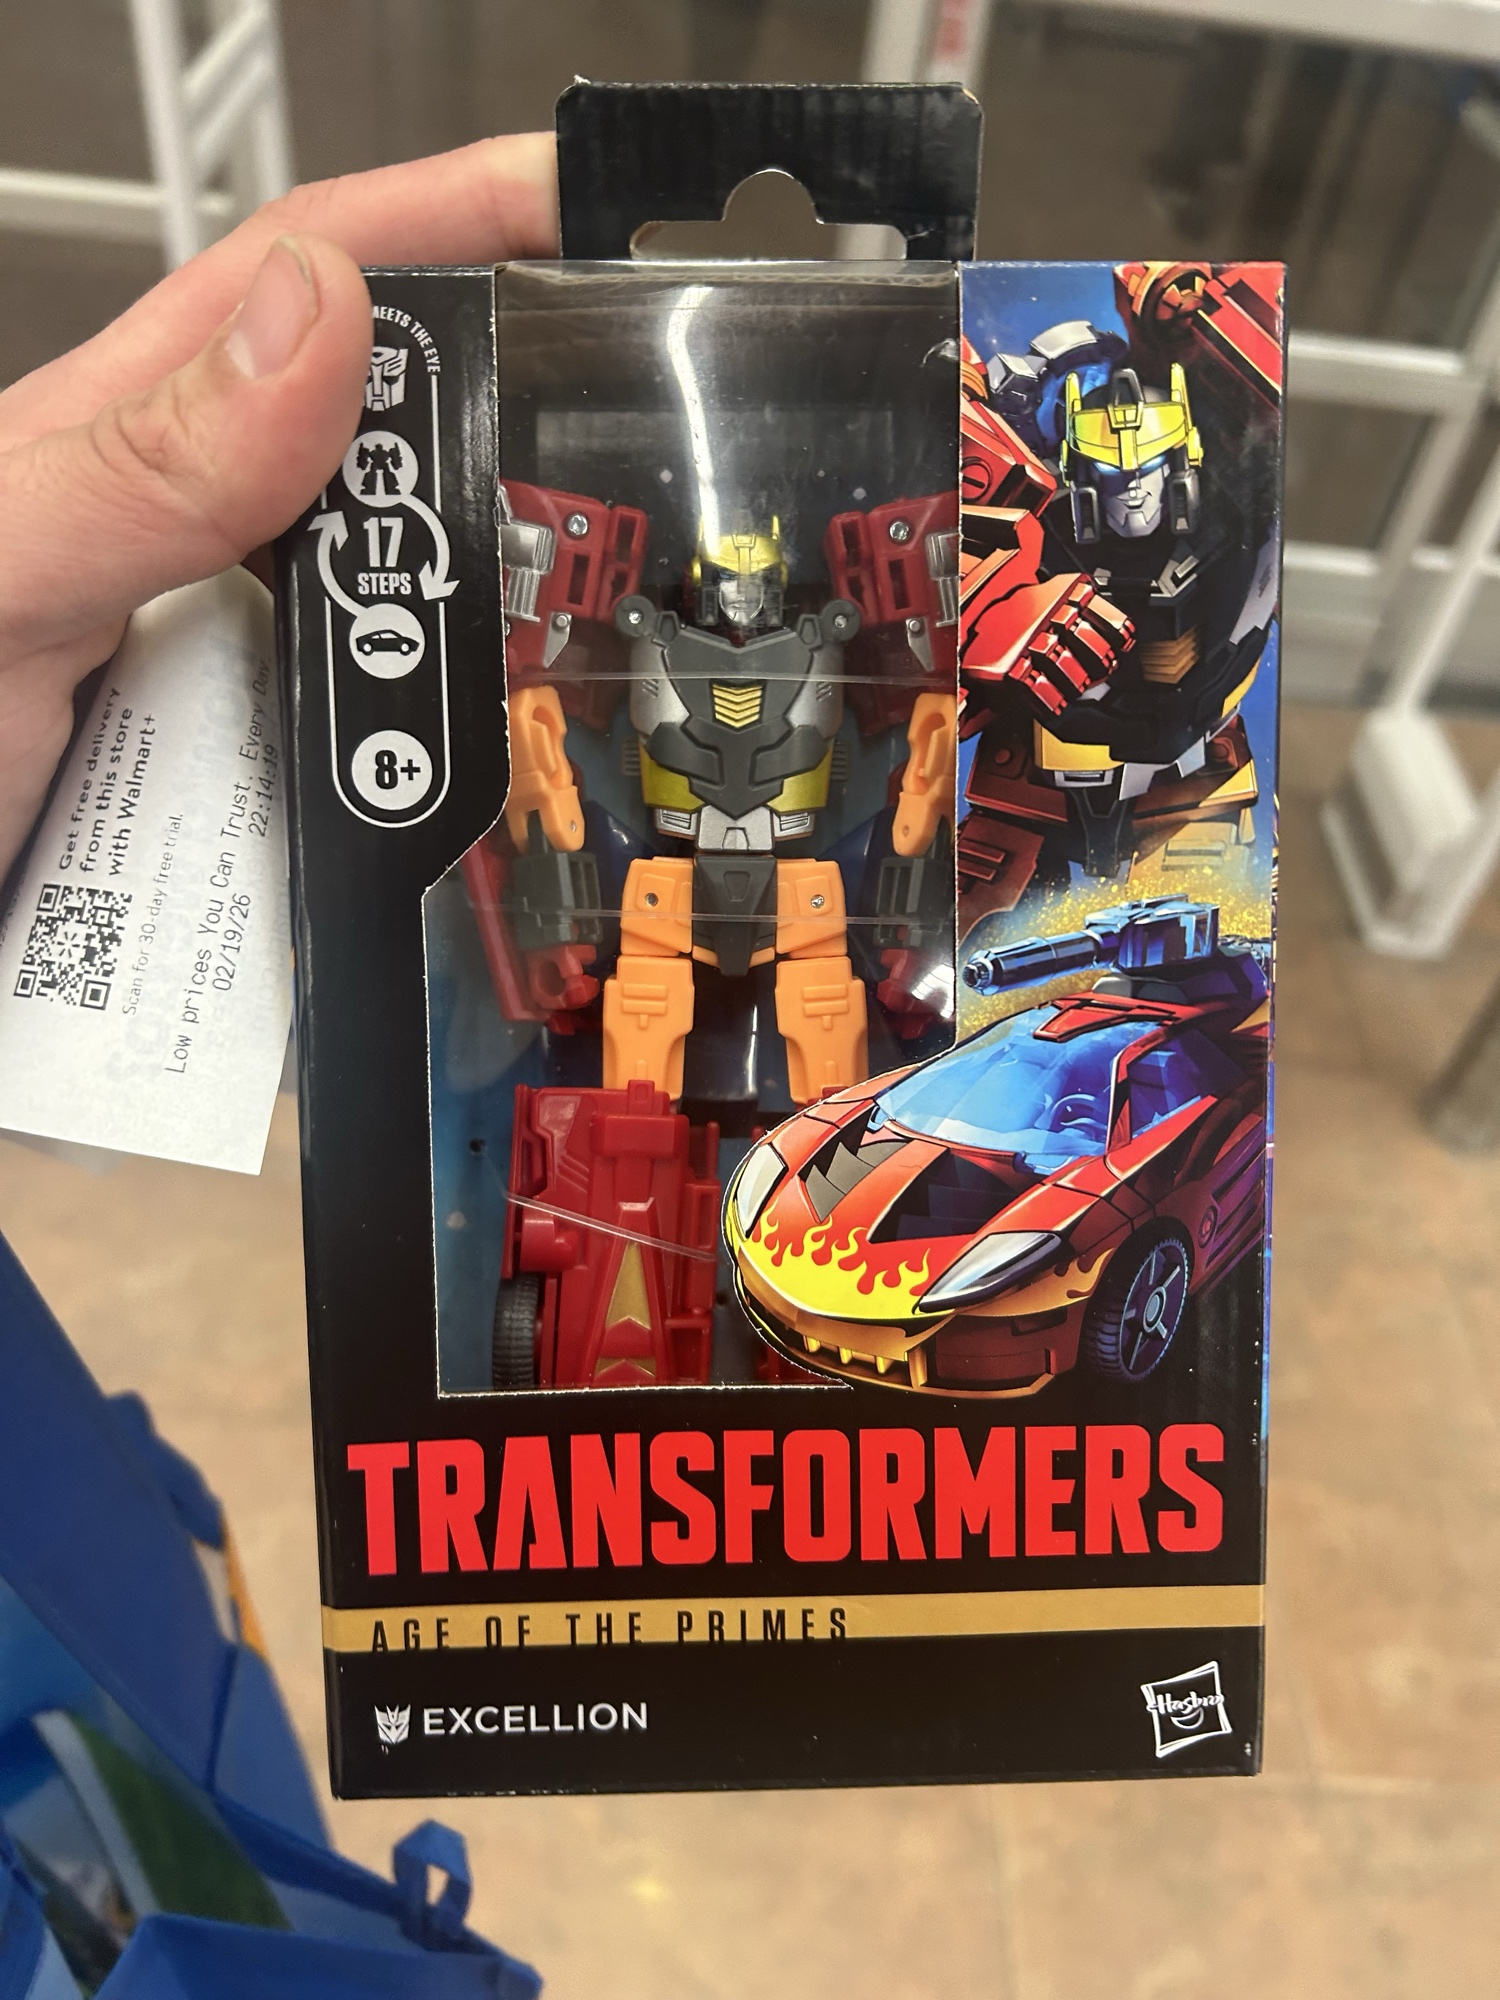 MEETS THE EYE
17
STEPS
8+
TRANSFORMERS
AGE OF THE PRIMES
EXCELLION
Hasbro
Get free delivery
from this store
with Walmart+
Scan for 30-day free trial.
Low prices You Can Trust. Every Day.
02/19/26 22:14:19